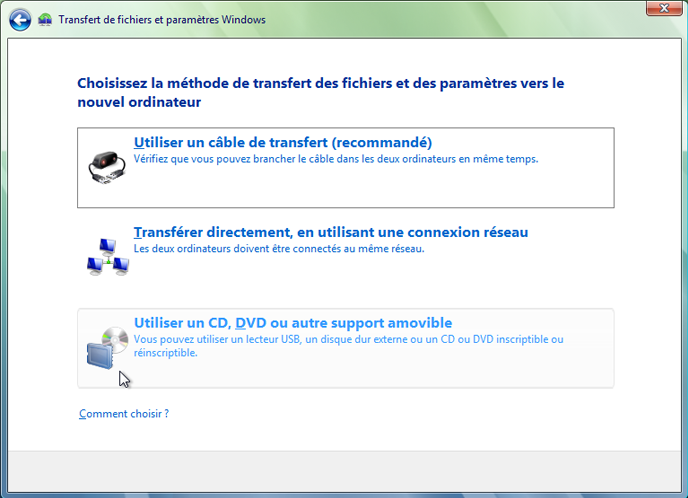 Transfert de fichiers et paramètres Windows
Choisissez la méthode de transfert des fichiers et des paramètres vers le
nouvel ordinateur
Utiliser un câble de transfert (recommandé)
Vérifiez que vous pouvez brancher le câble dans les deux ordinateurs en même temps.
Transférer directement, en utilisant une connexion réseau
Les deux ordinateurs doivent être connectés au même réseau.
Utiliser un CD, DVD ou autre support amovible
Vous pouvez utiliser un lecteur USB, un disque dur externe ou un CD ou DVD inscriptible ou
réinscriptible.
Comment choisir ?